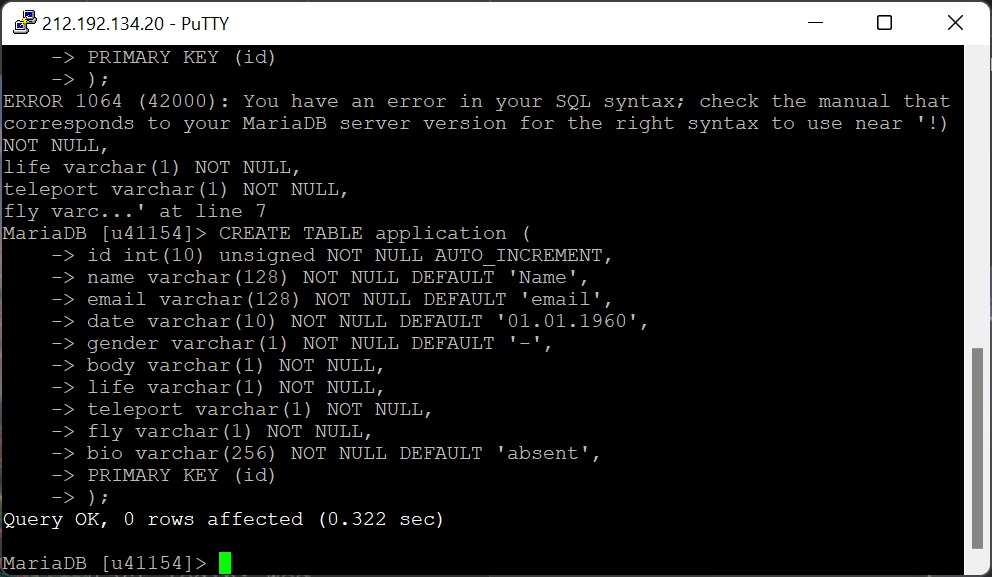 212.192.134.20 - PuTTY
-> PRIMARY KEY (id)
-> );
ERROR 1064 (42000): You have an error in your SQL syntax; check the manual that
corresponds to your MariaDB server version for the right syntax to use near '!)
NOT NULL,
life varchar(1) NOT NULL,
teleport varchar(1) NOT NULL,
fly varc...' at line 7
MariaDB [u41154]> CREATE TABLE application (
-> id int(10) unsigned NOT NULL AUTO_INCREMENT,
-> name varchar(128) NOT NULL DEFAULT 'Name',
-> email varchar(128) NOT NULL DEFAULT 'email',
-> date varchar(10) NOT NULL DEFAULT '01.01.1960',
-> gender varchar(1) NOT NULL DEFAULT '-',
-> body varchar(1) NOT NULL,
-> life varchar(1) NOT NULL,
-> teleport varchar(1) NOT NULL,
-> fly varchar(1) NOT NULL,
-> bio varchar(256) NOT NULL DEFAULT 'absent',
-> PRIMARY KEY (id)
-> );
Query OK, 0 rows affected (0.322 sec)
MariaDB [u41154]>